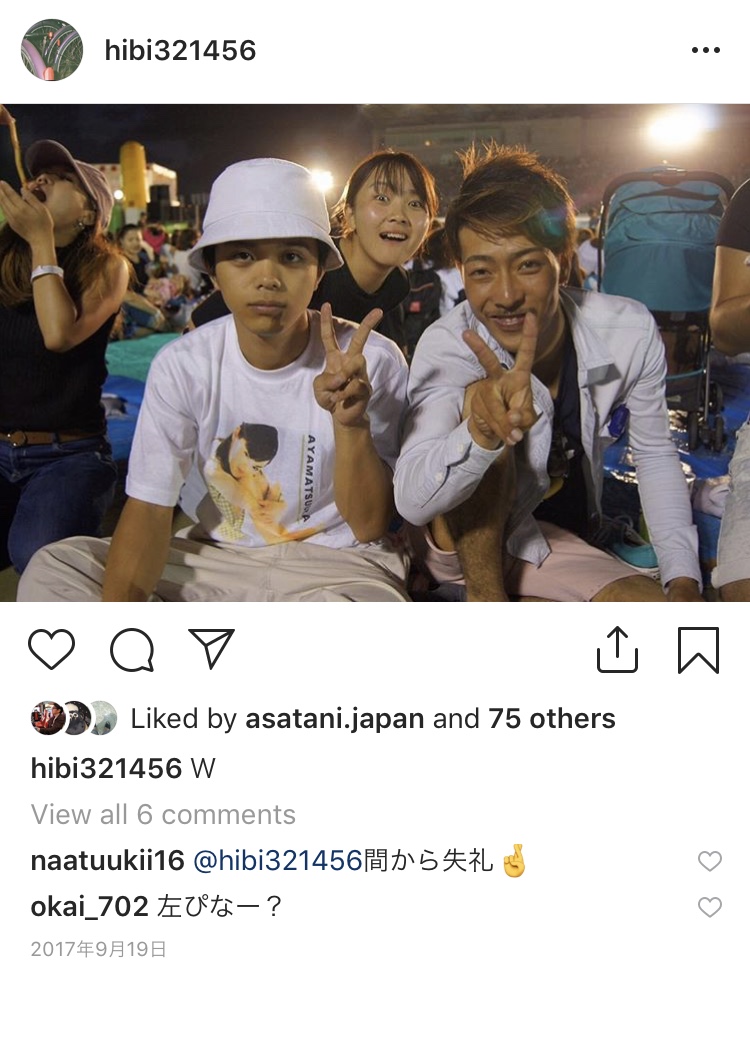 hibi321456
AYAMATSU
Liked by asatani.japan and 75 others
hibi321456 W
View all 6 comments
naatuukii16 @hibi321456間から失礼🤞
okai_702 左ぴなー？
2017年9月19日